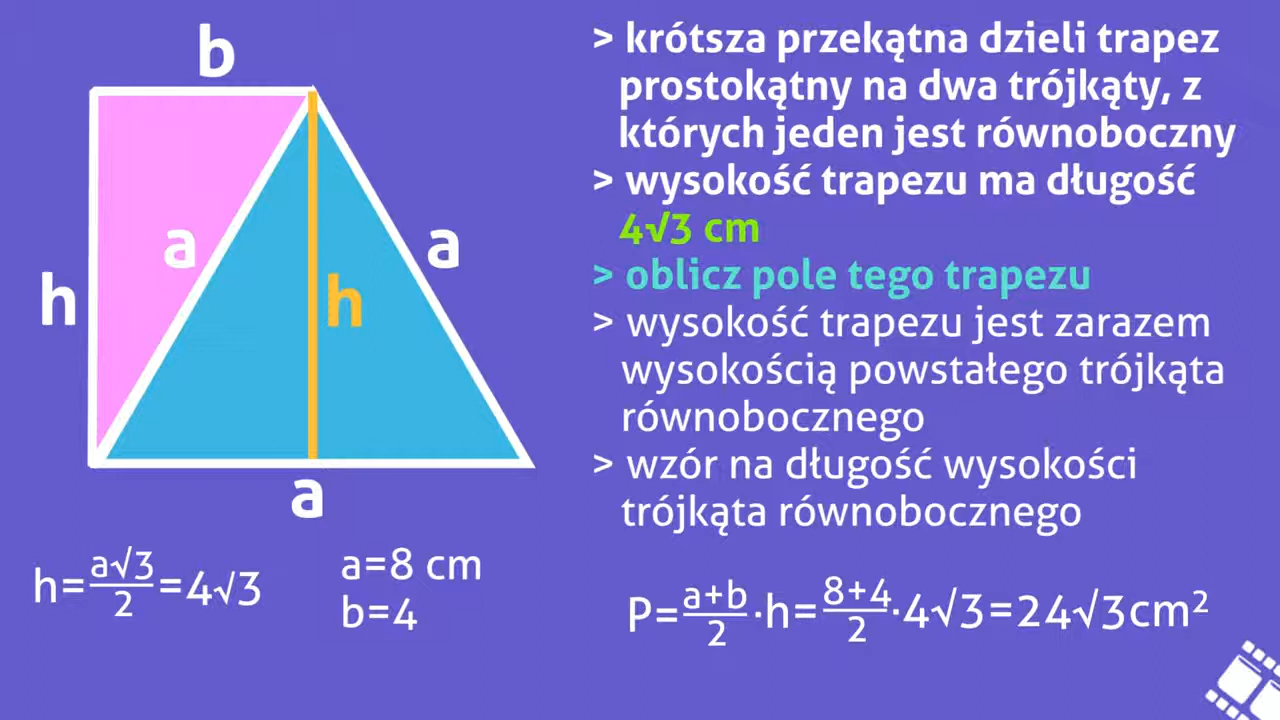 b
a
a
h
h
a
> krótsza przekątna dzieli trapez
prostokątny na dwa trójkąty, z
których jeden jest równoboczny
> wysokość trapezu ma długość
4√3 cm
> oblicz pole tego trapezu
> wysokość trapezu jest zarazem
wysokością powstałego trójkąta
równobocznego
> wzór na długość wysokości
trójkąta równobocznego
h=a√3/2=4√3
a=8 cm
b=4
P=a+b/2·h=8+4/2·4√3=24√3cm²